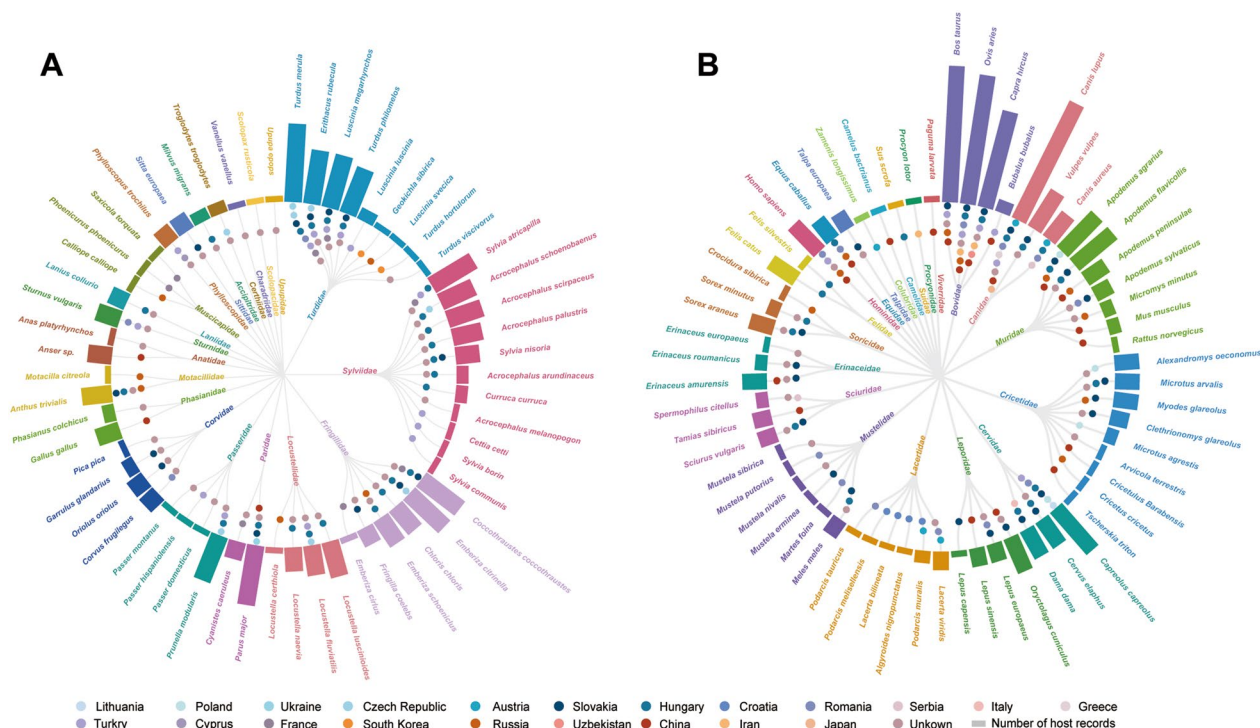 A
Turdus merula
Erithacus rubecula
Luscinia megarhynchos
Turdus philomelos
Luscinia luscinia
Geokichla sibirica
Luscinia svecica
Turdus hortulorum
Turdus viscivorus
Sylvia atricapilla
Acrocephalus schoenobaenus
Acrocephalus scirpaceus
Acrocephalus palustris
Sylvia nisoria
Acrocephalus arundinaceus
Curruca curruca
Acrocephalus melanopogon
Cettia cetti
Sylvia borin
Sylvia communis
Coccothraustes coccothraustes
Emberiza citrinella
Chloris chloris
Emberiza schoeniclus
Fringilla coelebs
Emberiza cirlus
Locustella luscinioides
Locustella fluviatilis
Locustella naevia
Locustella certhiola
Parus major
Cyanistes caeruleus
Prunella modularis
Passer domesticus
Passer hispaniolensis
Passer montanus
Corvus frugilegus
Oriolus oriolus
Garrulus glandarius
Pica pica
Gallus gallus
Phasianus colchicus
Anthus trivialis
Motacilla citreola
Anser sp.
Anas platyrhynchos
Sturnus vulgaris
Lanius collurio
Calliope calliope
Phoenicurus phoenicurus
Saxicola torquata
Phylloscopus trochilus
Sitta europaea
Milvus migrans
Troglodytes troglodytes
Vanellus vanellus
Scolopax rusticola
Upupa epops
Turdidae
Sylviidae
Fringillidae
Locustellidae
Paridae
Passeridae
Corvidae
Phasianidae
Motacillidae
Anatidae
Sturnidae
Laniidae
Muscicapidae
Phylloscopidae
Sittidae
Accipitridae
Certhiidae
Charadriidae
Scolopacidae
Upupidae
B
Bos taurus
Ovis aries
Capra hircus
Bubalus bubalus
Canis lupus
Vulpes vulpes
Canis aureus
Apodemus agrarius
Apodemus flavicollis
Apodemus peninsulae
Apodemus sylvaticus
Micromys minutus
Mus musculus
Rattus norvegicus
Alexandromys oeconomus
Microtus arvalis
Myodes glareolus
Clethrionomys glareolus
Microtus agrestis
Arvicola terrestris
Cricetulus Barabensis
Cricetus cricetus
Tscherskia triton
Capreolus capreolus
Cervus elaphus
Dama dama
Oryctolagus cuniculus
Lepus europaeus
Lepus sinensis
Lepus capensis
Lacerta viridis
Podarcis muralis
Algyroides nigropunctatus
Lacerta bilineata
Podarcis melisellensis
Podarcis tauricus
Meles meles
Martes foina
Mustela erminea
Mustela nivalis
Mustela putorius
Mustela sibirica
Sciurus vulgaris
Tamias sibiricus
Spermophilus citellus
Erinaceus amurensis
Erinaceus roumanicus
Erinaceus europaeus
Sorex araneus
Sorex minutus
Crocidura sibirica
Felis catus
Felis silvestris
Homo sapiens
Equus caballus
Talpa europaea
Zamenis longissimus
Camelus bactrianus
Sus scrofa
Procyon lotor
Paguma larvata
Bovidae
Canidae
Muridae
Cricetidae
Cervidae
Leporidae
Lacertidae
Mustelidae
Sciuridae
Erinaceidae
Soricidae
Felidae
Hominidae
Equidae
Talpidae
Colubridae
Camelidae
Suidae
Procyonidae
Viverridae
Lithuania Poland Ukraine Czech Republic Austria Slovakia Hungary Croatia Romania Serbia Italy Greece
Turkry Cyprus France South Korea Russia Uzbekistan China Iran Japan Unkown Number of host records